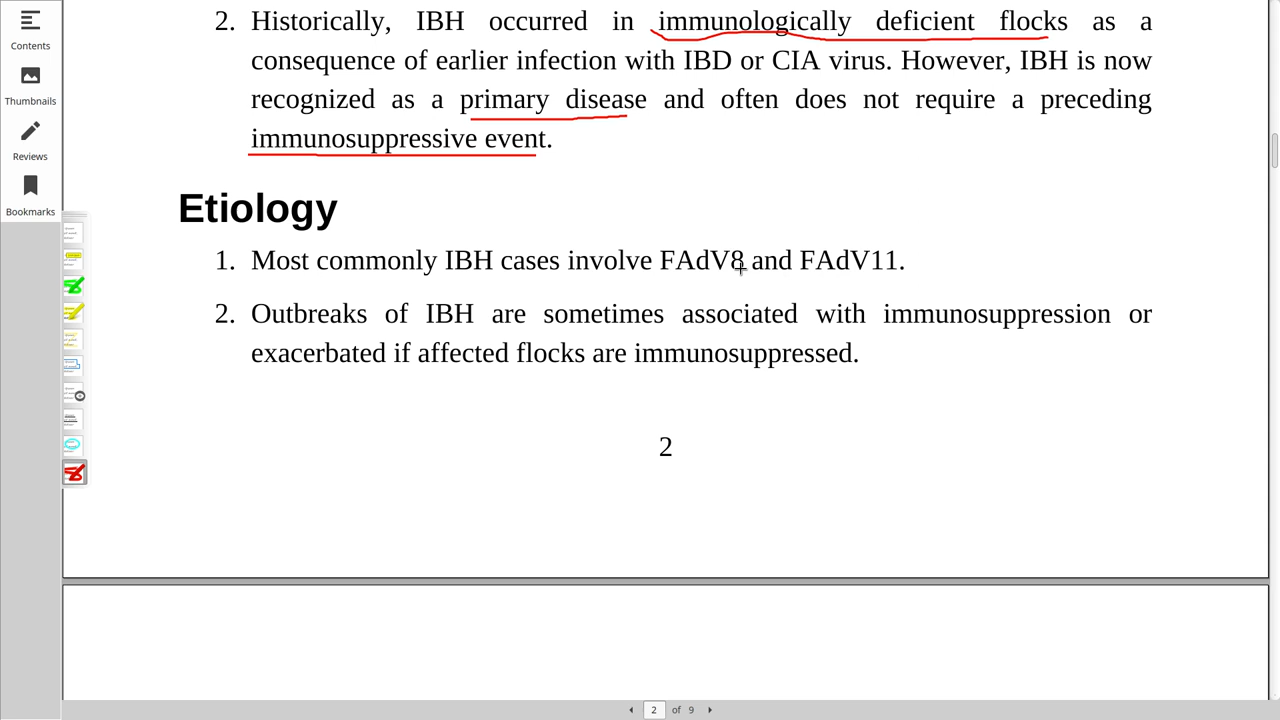 Contents
Thumbnails
Reviews
Bookmarks
2. Historically, IBH occurred in immunologically deficient flocks as a
consequence of earlier infection with IBD or CIA virus. However, IBH is now
recognized as a primary disease and often does not require a preceding
immunosuppressive event.
Etiology
1. Most commonly IBH cases involve FAdV8 and FAdV11.
2. Outbreaks of IBH are sometimes associated with immunosuppression or
exacerbated if affected flocks are immunosuppressed.
2
2 of 9